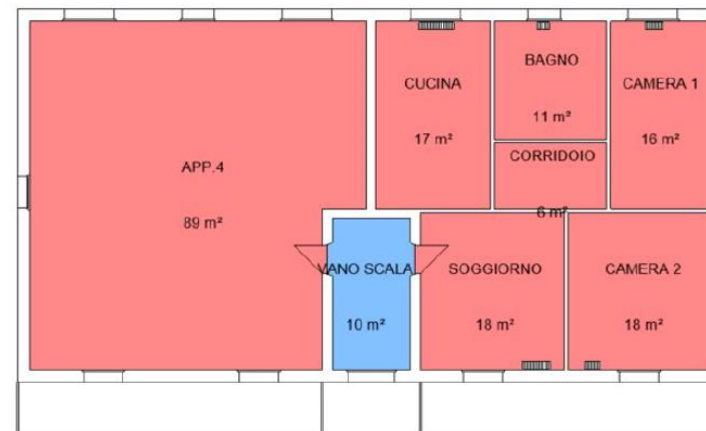 APP.4
89 m²
CUCINA
17 m²
BAGNO
11 m²
CAMERA 1
16 m²
CORRIDOIO
6 m²
VANO SCALA
10 m²
SOGGIORNO
18 m²
CAMERA 2
18 m²